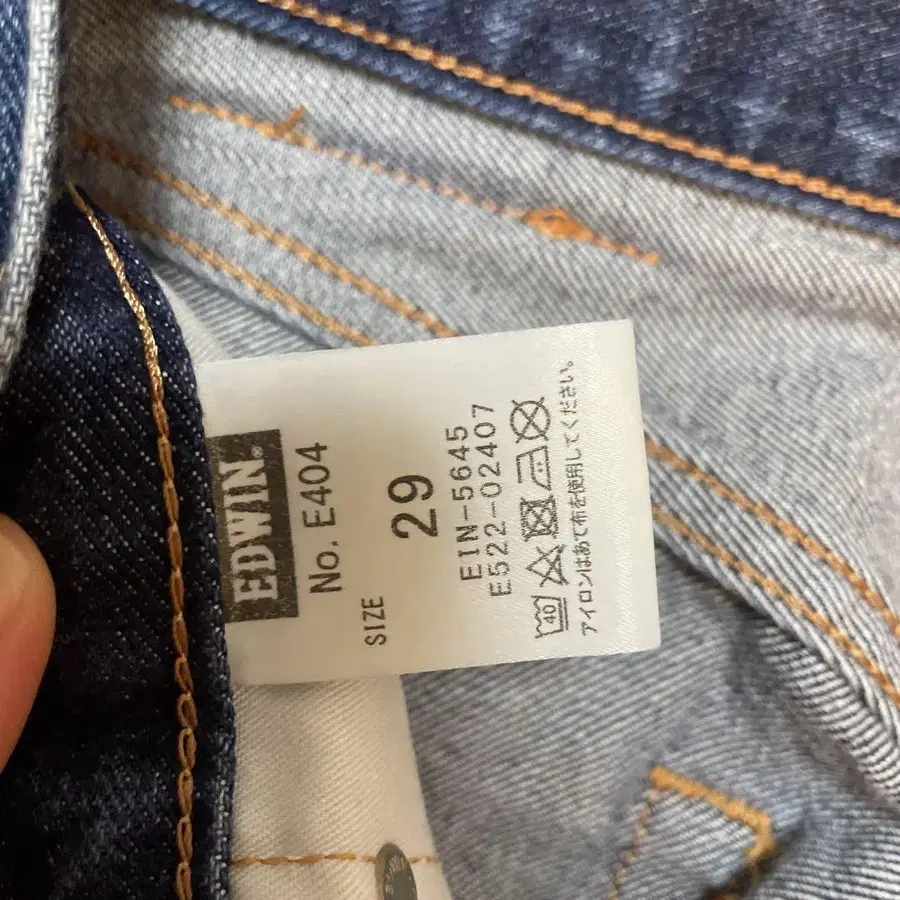 EDWIN.
No. E404
SIZE 29
EIN-5645
E522-02407
40
アイロンはあて布を使用してください。